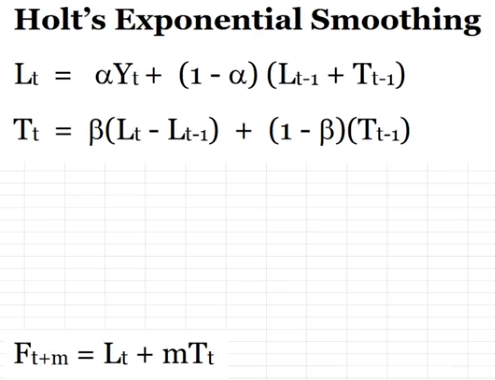 Holt's Exponential Smoothing
Lt = αYt + (1 - α) (Lt-1 + Tt-1)
Tt = β(Lt - Lt-1) + (1 - β)(Tt-1)
Ft+m = Lt + mTt